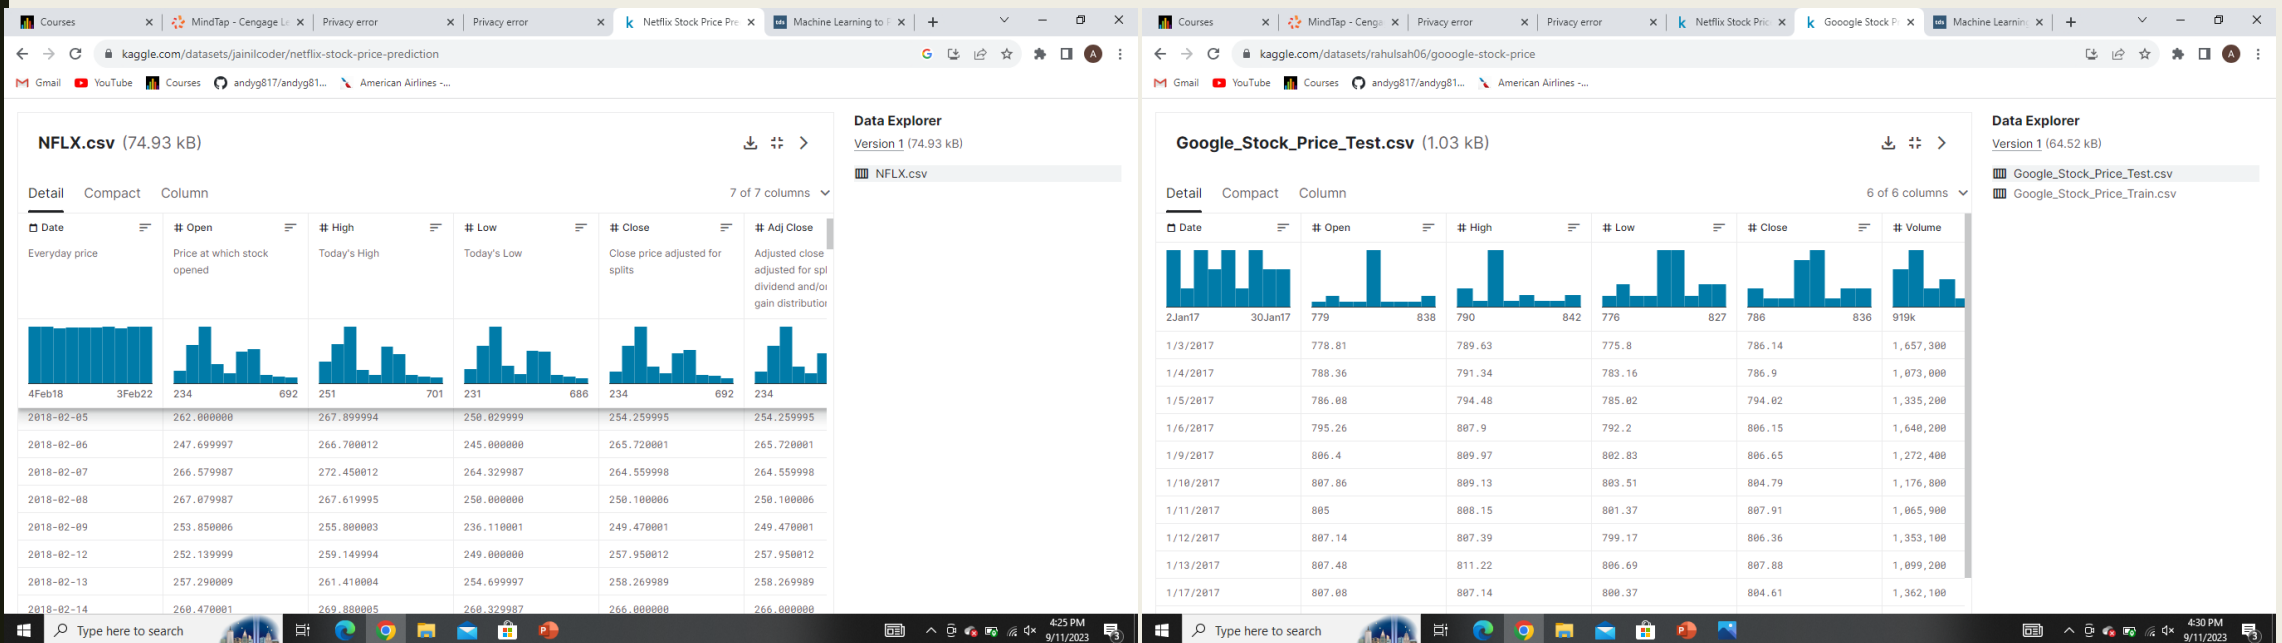 Courses
MindTap - Cengage Le
Privacy error
Privacy error
Netflix Stock Price Pre
Machine Learning to P
kaggle.com/datasets/jainilcoder/netflix-stock-price-prediction
A
Gmail
YouTube
Courses
andyg817/andyg81...
American Airlines -...
NFLX.csv (74.93 kB)
Detail
Compact
Column
7 of 7 columns
Date
Open
High
Low
Close
Adj Close
Everyday price
Price at which stock opened
Today's High
Today's Low
Close price adjusted for splits
Adjusted close
adjusted for spl
dividend and/or
gain distribution
4Feb18 3Feb22
234 692
251 701
231 686
234 692
234
2018-02-05 262.000000 267.899994 250.029999 254.259995 254.259995
2018-02-06 247.699997 266.700012 245.000000 265.720001 265.720001
2018-02-07 266.579987 272.450012 264.329987 264.559998 264.559998
2018-02-08 267.079987 267.619995 250.000000 250.100006 250.100006
2018-02-09 253.850006 255.800003 236.110001 249.470001 249.470001
2018-02-12 252.139999 259.149994 249.000000 257.950012 257.950012
2018-02-13 257.290009 261.410004 254.699997 258.269989 258.269989
2018-02-14 260.470001 269.880005 260.329987 266.000000 266.000000
Data Explorer
Version 1 (74.93 kB)
NFLX.csv
Type here to search
4:25 PM
9/11/2023
3
Courses
MindTap - Cenga
Privacy error
Privacy error
Netflix Stock Pric
Gooogle Stock P
Machine Learning
kaggle.com/datasets/rahulsah06/gooogle-stock-price
A
Gmail
YouTube
Courses
andyg817/andyg81...
American Airlines -...
Google_Stock_Price_Test.csv (1.03 kB)
Detail
Compact
Column
6 of 6 columns
Date
Open
High
Low
Close
Volume
2Jan17 30Jan17
779 838
790 842
776 827
786 836
919k
1/3/2017 778.81 789.63 775.8 786.14 1,657,300
1/4/2017 788.36 791.34 783.16 786.9 1,073,000
1/5/2017 786.08 794.48 785.02 794.02 1,335,200
1/6/2017 795.26 807.9 792.2 806.15 1,640,200
1/9/2017 806.4 809.97 802.83 806.65 1,272,400
1/10/2017 807.86 809.13 803.51 804.79 1,176,800
1/11/2017 805 808.15 801.37 807.91 1,065,900
1/12/2017 807.14 807.39 799.17 806.36 1,353,100
1/13/2017 807.48 811.22 806.69 807.88 1,099,200
1/17/2017 807.08 807.14 800.37 804.61 1,362,100
Data Explorer
Version 1 (64.52 kB)
Google_Stock_Price_Test.csv
Google_Stock_Price_Train.csv
Type here to search
4:30 PM
9/11/2023
3